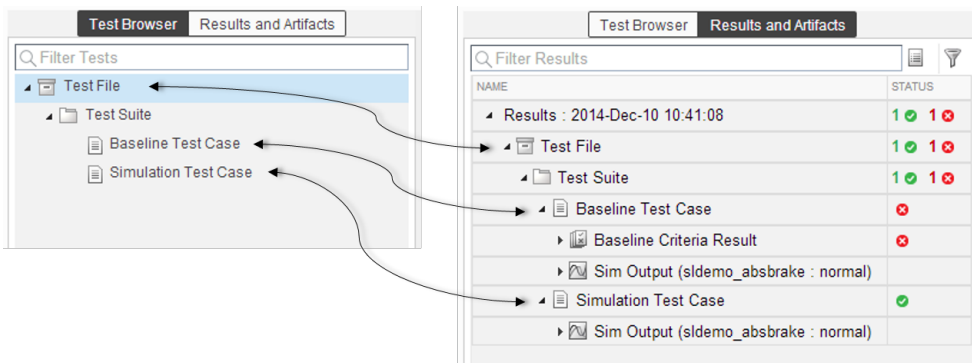 Test Browser Results and Artifacts
Filter Tests
Test File
Test Suite
Baseline Test Case
Simulation Test Case
Test Browser Results and Artifacts
Filter Results
NAME STATUS
Results : 2014-Dec-10 10:41:08 1 1
Test File 1 1
Test Suite 1 1
Baseline Test Case
Baseline Criteria Result
Sim Output (sldemo_absbrake : normal)
Simulation Test Case
Sim Output (sldemo_absbrake : normal)